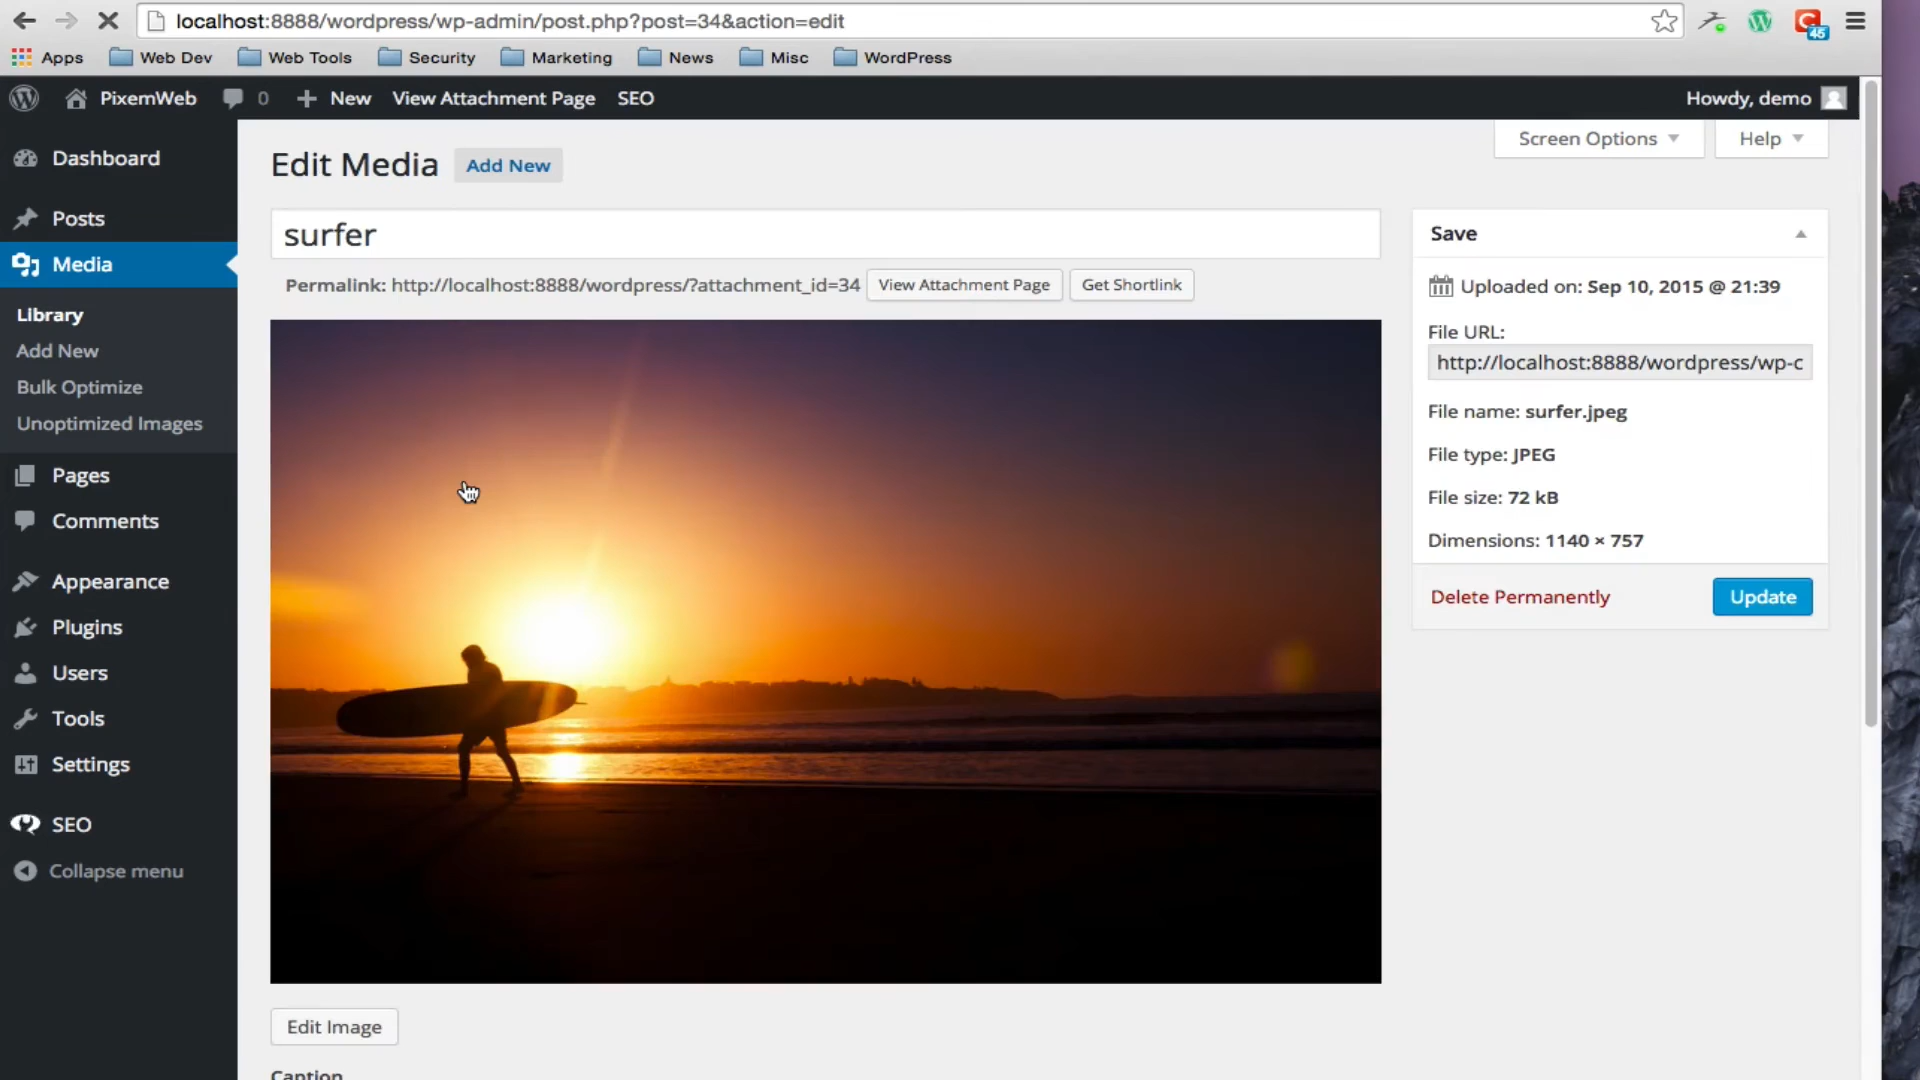 localhost:8888/wordpress/wp-admin/post.php?post=34&action=edit
45
Apps Web Dev Web Tools Security Marketing News Misc WordPress
PixemWeb 0 New View Attachment Page SEO Howdy, demo
Screen Options Help
Dashboard
Posts
Media
Library
Add New
Bulk Optimize
Unoptimized Images
Pages
Comments
Appearance
Plugins
Users
Tools
Settings
SEO
Collapse menu
Edit Media Add New
surfer
Permalink: http://localhost:8888/wordpress/?attachment_id=34 View Attachment Page Get Shortlink
Edit Image
Caption
Save
Uploaded on: Sep 10, 2015 @ 21:39
File URL:
http://localhost:8888/wordpress/wp-c
File name: surfer.jpeg
File type: JPEG
File size: 72 kB
Dimensions: 1140 × 757
Delete Permanently Update